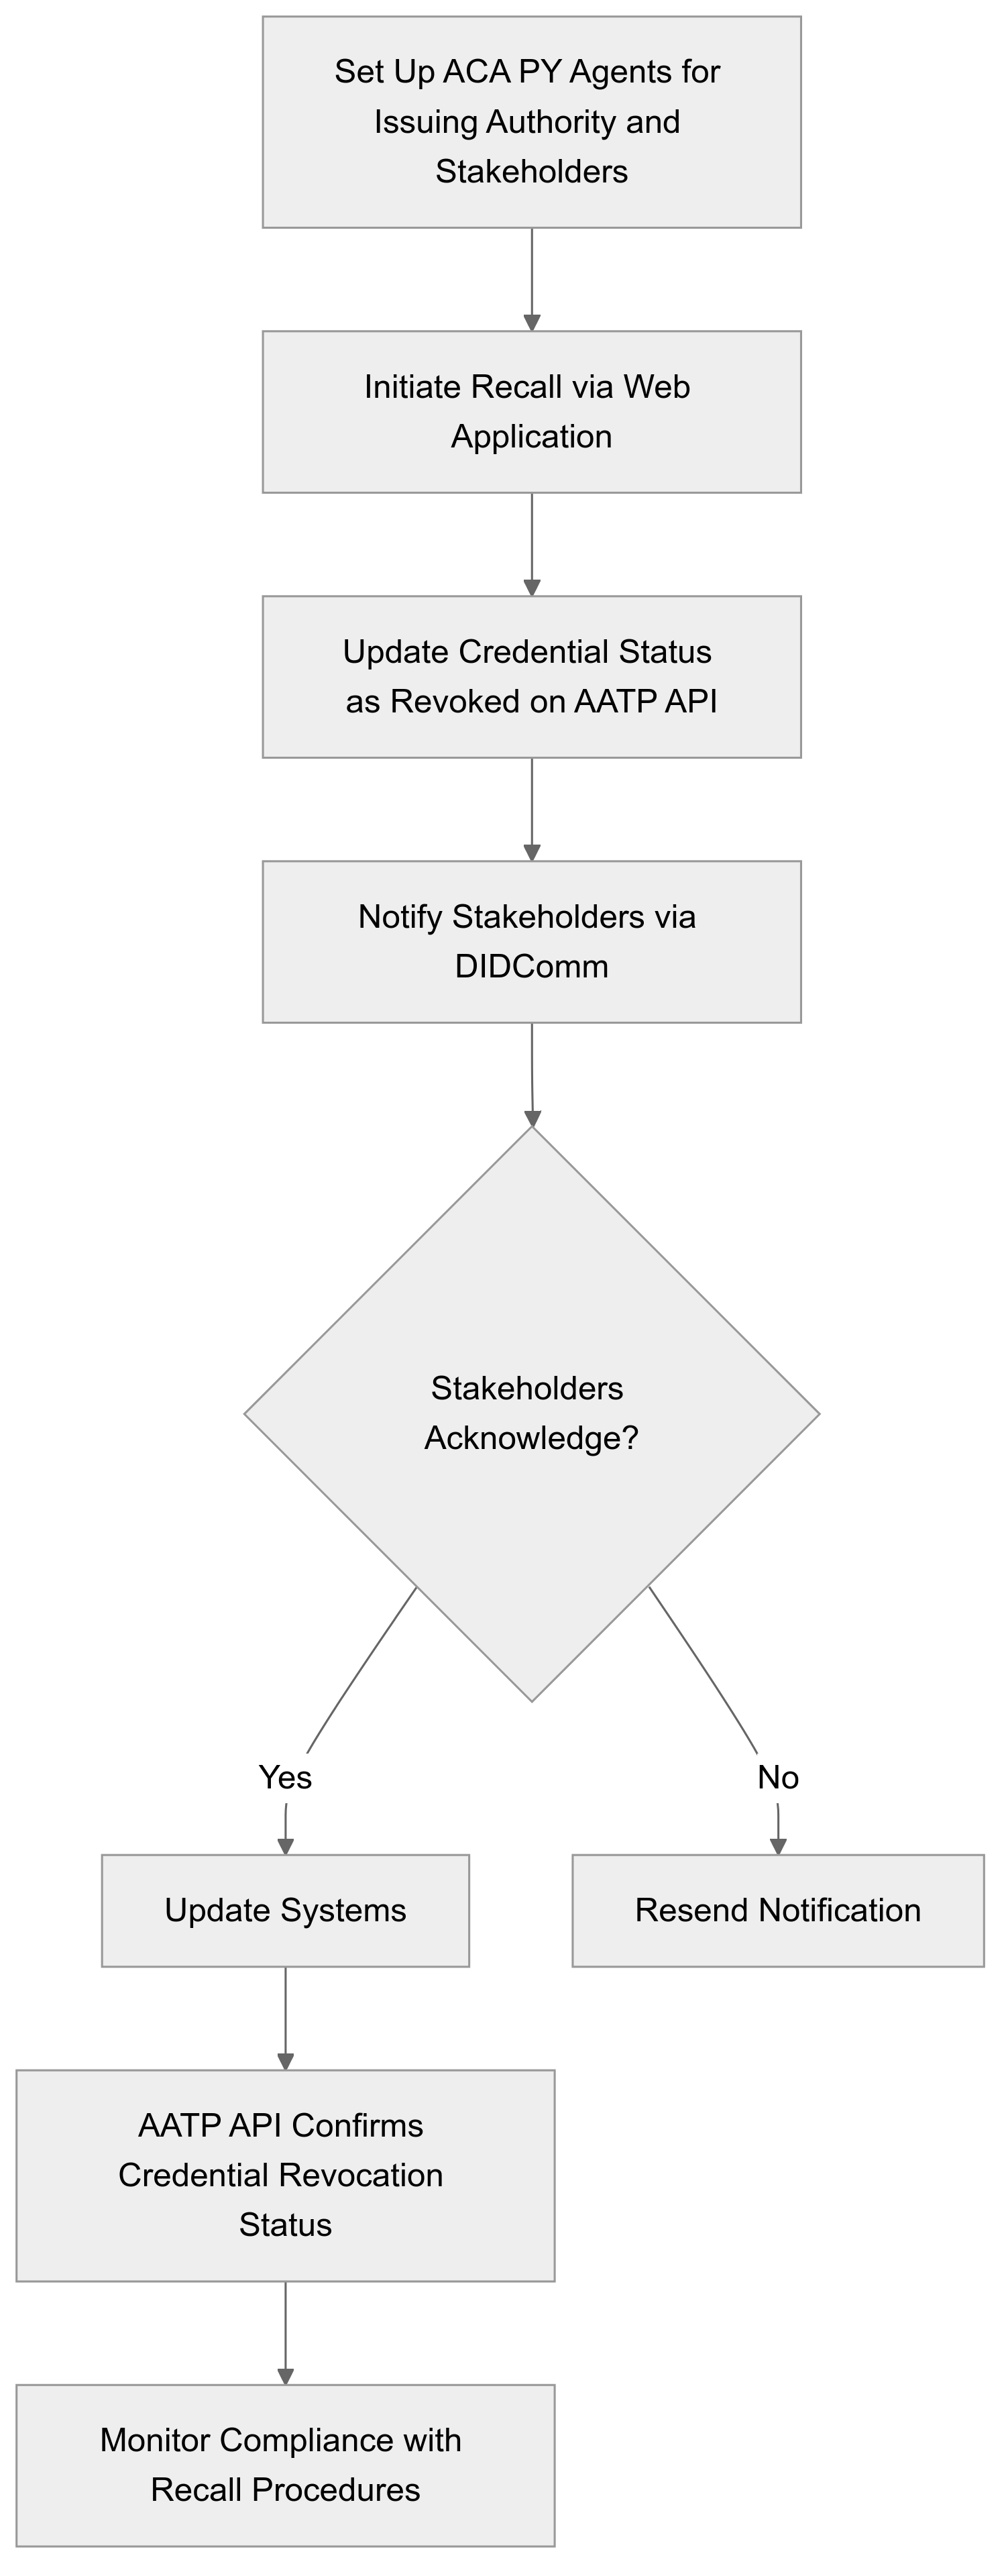 Set Up ACA PY Agents for
Issuing Authority and
Stakeholders
Initiate Recall via Web
Application
Update Credential Status
as Revoked on AATP API
Notify Stakeholders via
DIDComm
Stakeholders
Acknowledge?
Yes
No
Update Systems
Resend Notification
AATP API Confirms
Credential Revocation
Status
Monitor Compliance with
Recall Procedures